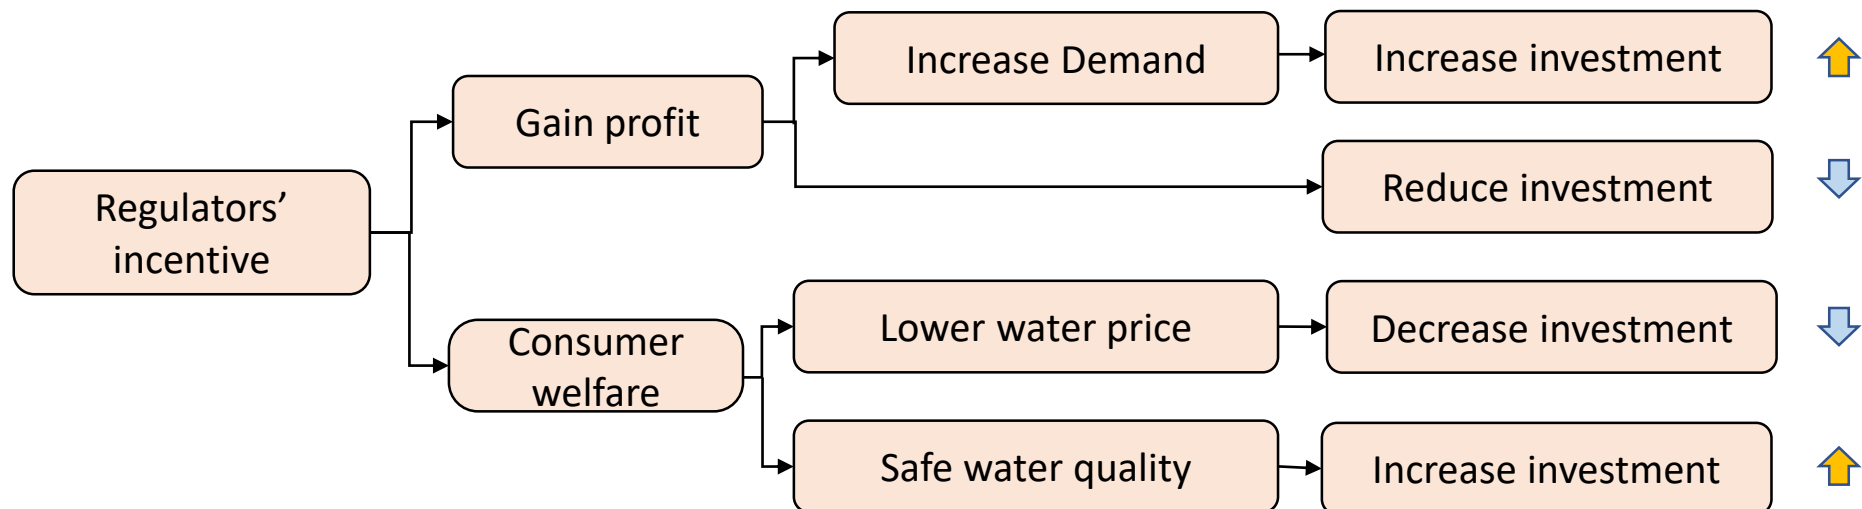 Regulators’
incentive
Gain profit
Increase Demand
Increase investment
Reduce investment
Consumer
welfare
Lower water price
Decrease investment
Safe water quality
Increase investment